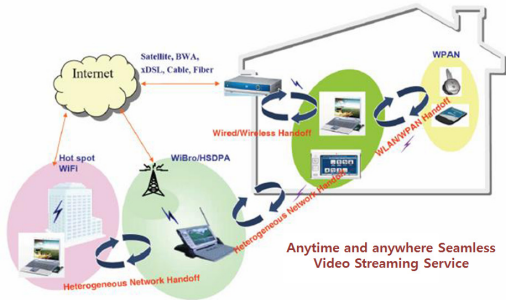 Satellite, BWA,
xDSL, Cable, Fiber
WPAN
Internet
Wired/Wireless Handoff
WLAN/WPAN Handoff
Hot spot
WiFi
WiBro/HSDPA
Heterogeneous Network Handoff
Heterogeneous Network Handoff
Anytime and anywhere Seamless
Video Streaming Service